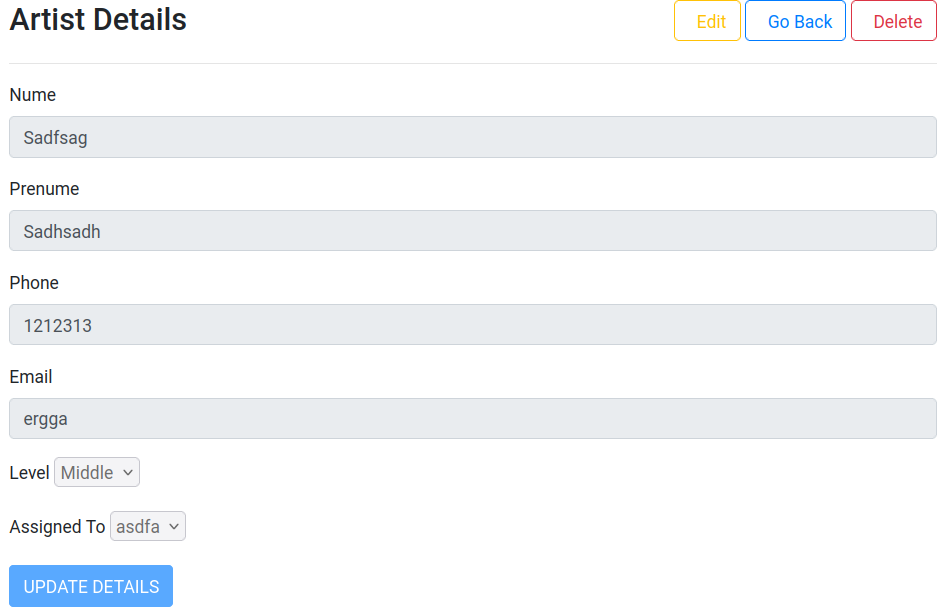 Artist Details
Edit
Go Back
Delete
Nume
Sadfsag
Prenume
Sadhsadh
Phone
1212313
Email
ergga
Level Middle
Assigned To asdfa
UPDATE DETAILS